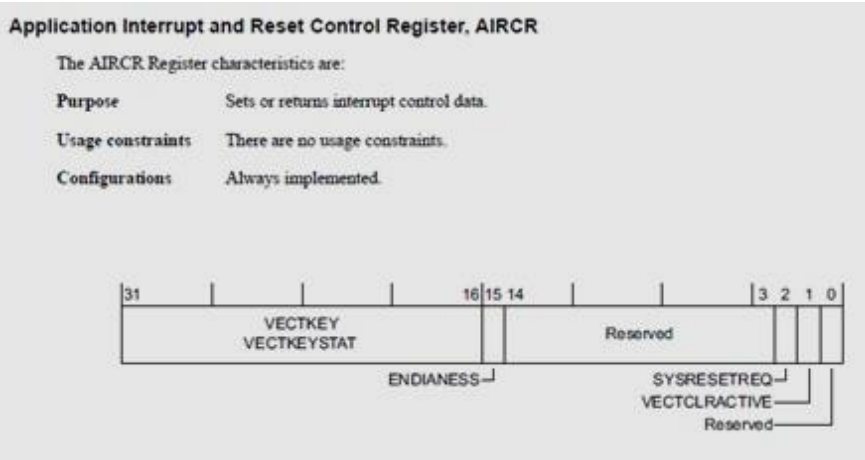 Application Interrupt and Reset Control Register, AIRCR
The AIRCR Register characteristics are:
Purpose Sets or returns interrupt control data.
Usage constraints There are no usage constraints.
Configurations Always implemented.
31 16 15 14 3 2 1 0
VECTKEY
VECTKEYSTAT
Reserved
ENDIANESS
SYSRESETREQ
VECTCLRACTIVE
Reserved